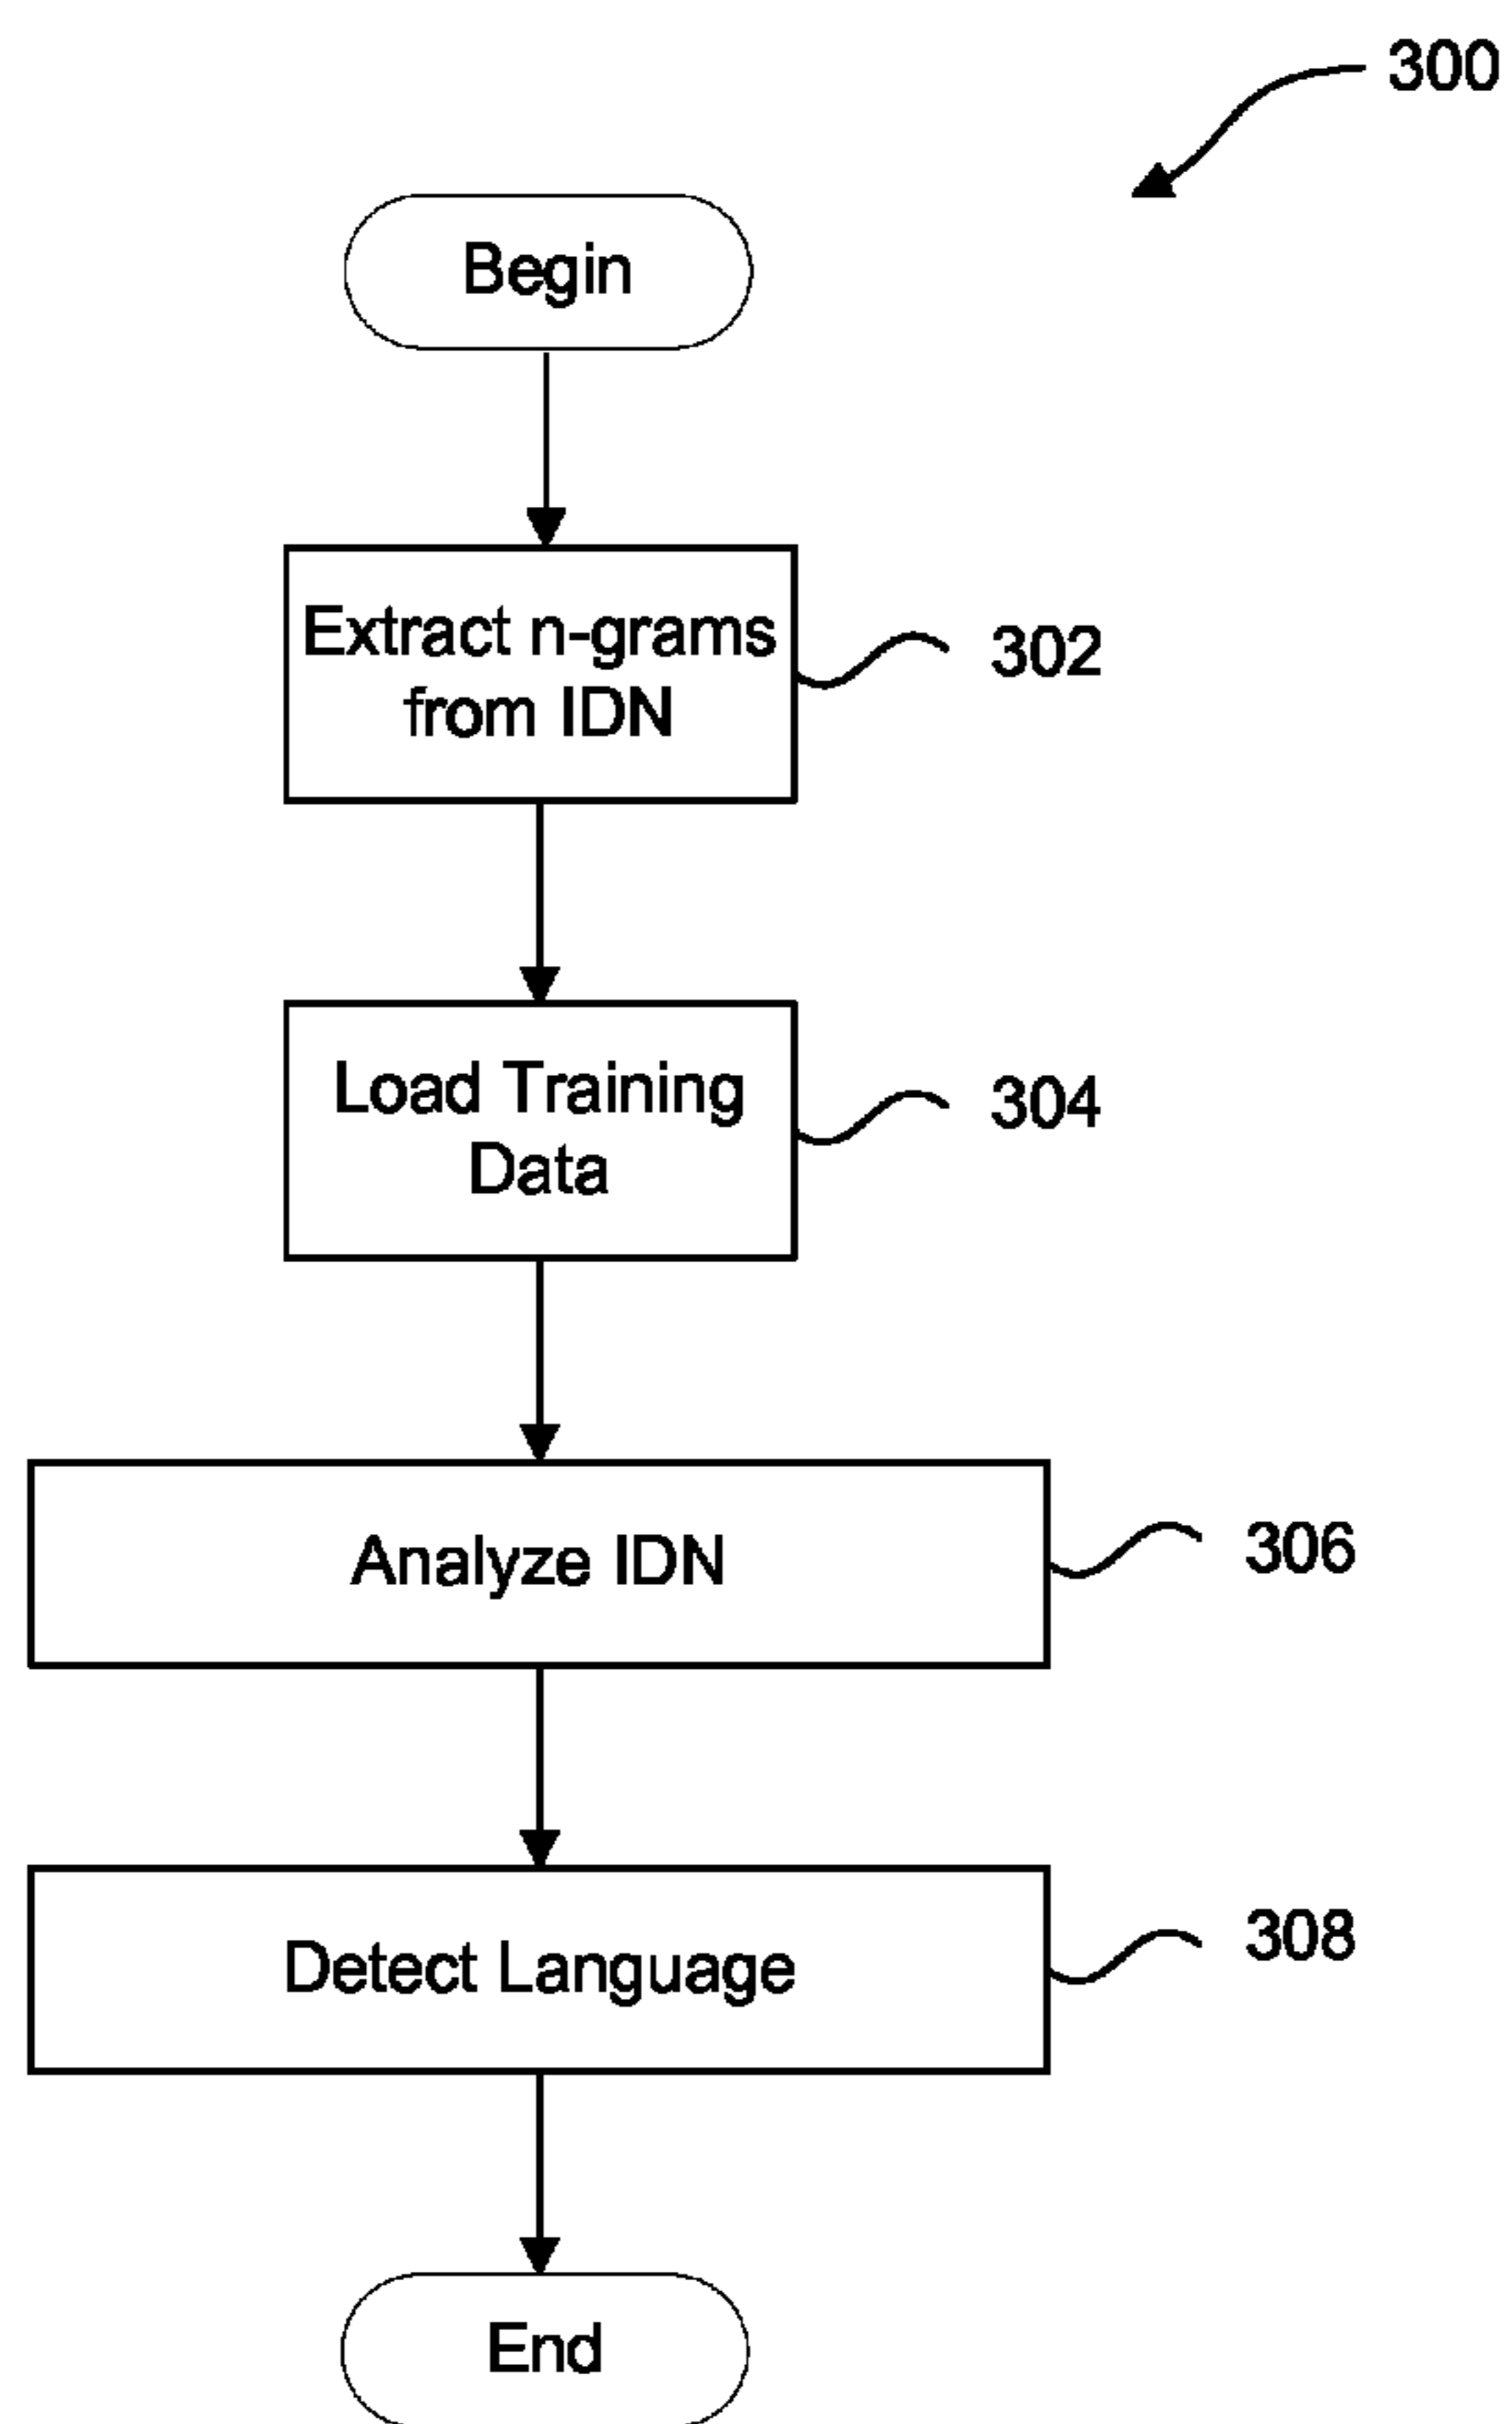 300
Begin
Extract n-grams
from IDN
302
Load Training
Data
304
Analyze IDN
306
Detect Language
308
End